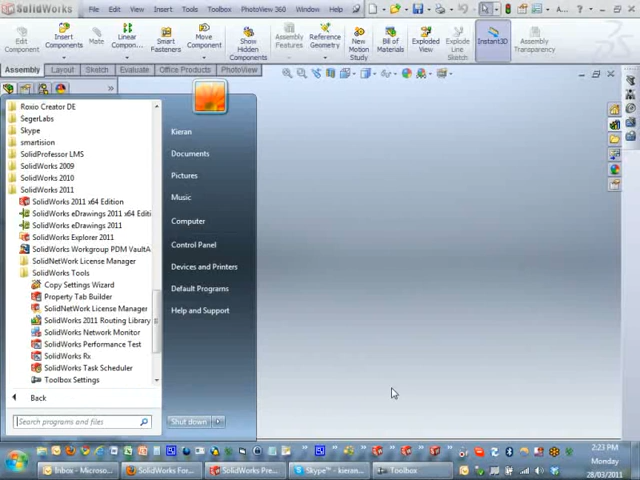 SolidWorks
File Edit View Insert Tools Toolbox PhotoView 360 Window Help
Edit Component
Insert Components
Mate
Linear Compon...
Smart Fasteners
Move Component
Show Hidden Components
Assembly Features
Reference Geometry
New Motion Study
Bill of Materials
Exploded View
Explode Line Sketch
Instant3D
Assembly Transparency
Assembly Layout Sketch Evaluate Office Products PhotoView
Roxio Creator DE
SegerLabs
Skype
smartision
SolidProfessor LMS
SolidWorks 2009
SolidWorks 2010
SolidWorks 2011
SolidWorks 2011 x64 Edition
SolidWorks eDrawings 2011 x64 Editi
SolidWorks eDrawings 2011
SolidWorks Explorer 2011
SolidWorks Workgroup PDM VaultA
SolidNetWork License Manager
SolidWorks Tools
Copy Settings Wizard
Property Tab Builder
SolidNetWork License Manager
SolidWorks 2011 Routing Library
SolidWorks Network Monitor
SolidWorks Performance Test
SolidWorks Rx
SolidWorks Task Scheduler
Toolbox Settings
Back
Search programs and files
Kieran
Documents
Pictures
Music
Computer
Control Panel
Devices and Printers
Default Programs
Help and Support
Shut down
Inbox - Microso...
SolidWorks For...
SolidWorks Pre...
Skype™ - kieran...
Toolbox
2:23 PM
Monday
28/03/2011